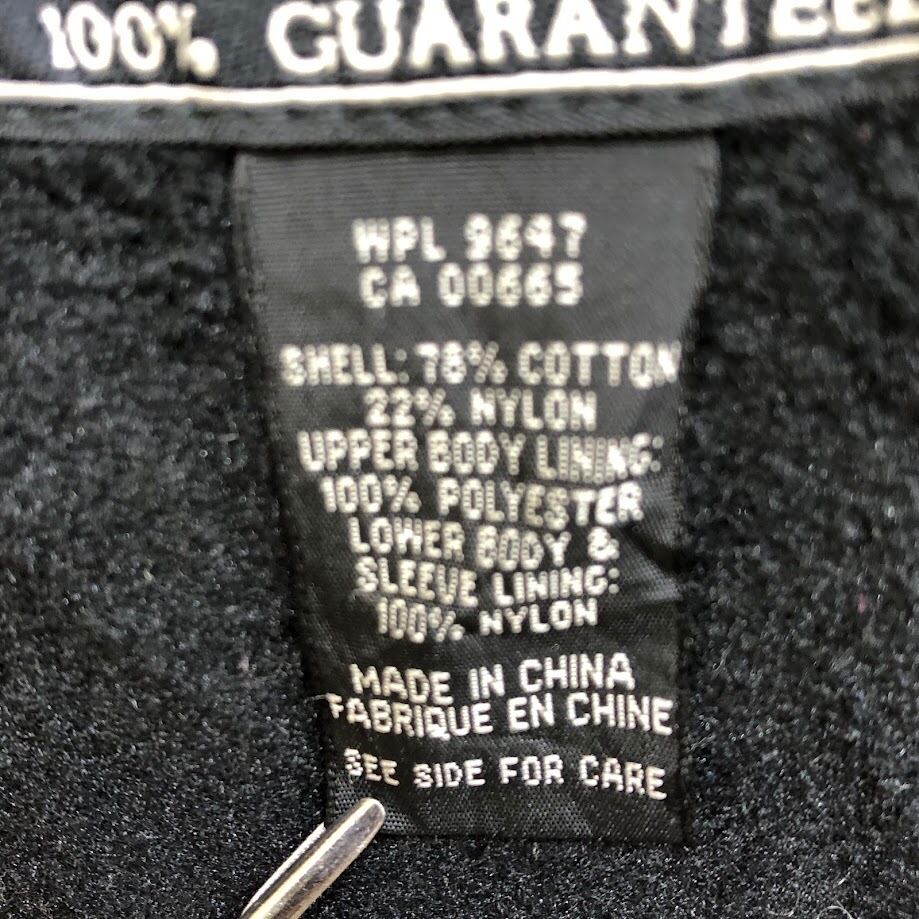 100% GUARANTEED
WPL 9647
CA 00665
SHELL: 78% COTTON
22% NYLON
UPPER BODY LINING:
100% POLYESTER
LOWER BODY &
SLEEVE LINING:
100% NYLON
MADE IN CHINA
FABRIQUE EN CHINE
SEE SIDE FOR CARE